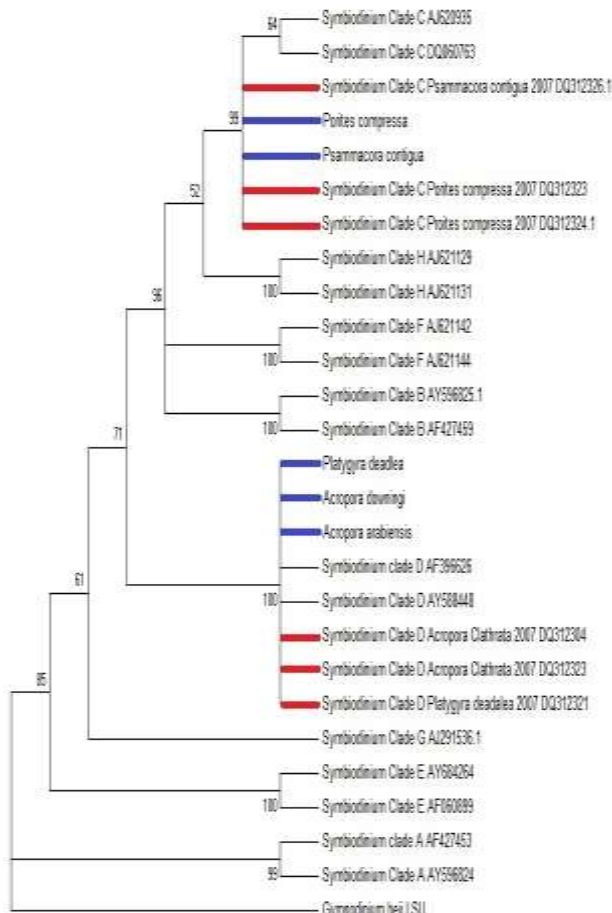 64
Symbiodinium Clade C AJ620935
Symbiodinium Clade C DQ060763
Symbiodinium Clade C Psammacora contigua 2007 DQ312326.1
99
Porites compressa
Psammacora contigua
Symbiodinium Clade C Porites compressa 2007 DQ312323
52
Symbiodinium Clade C Proites compressa 2007 DQ312324.1
Symbiodinium Clade H AJ621129
100
Symbiodinium Clade H AJ621131
96
Symbiodinium Clade F AJ621142
100
Symbiodinium Clade F AJ621144
Symbiodinium Clade B AY596825.1
100
Symbiodinium Clade B AF427459
71
Platygyra deadlea
Acropora downingi
Acropora arabiensis
Symbiodinium clade D AF396626
61
100
Symbiodinium Clade D AY588448
Symbiodinium Clade D Acropora Clathrata 2007 DQ312304
Symbiodinium Clade D Acropora Clathrata 2007 DQ312323
Symbiodinium Clade D Platygyra deadalea 2007 DQ312321
Symbiodinium Clade G AJ291536.1
Symbiodinium Clade E AY684264
100
Symbiodinium Clade E AF060899
Symbiodinium clade A AF427453
99
Symbiodinium Clade A AY596824
Gymnodinium
LSU